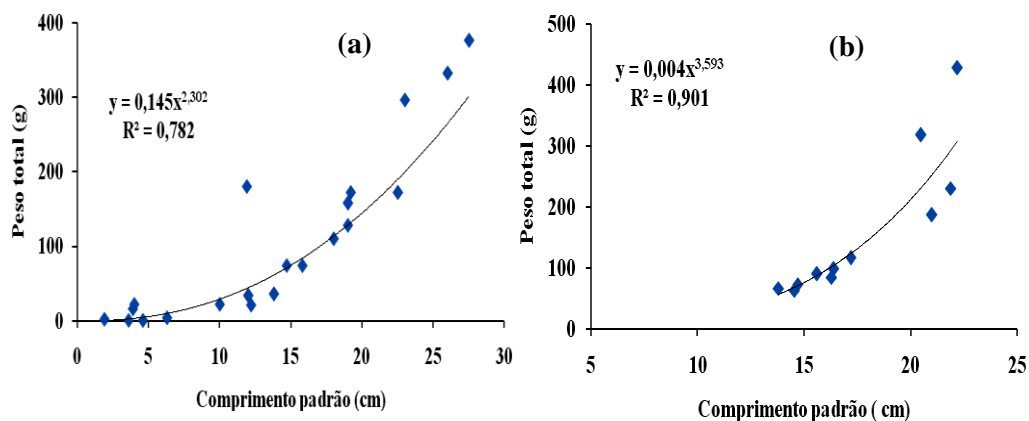 (a)
y = 0,145x^2,302
R² = 0,782
Peso total (g)
400
300
200
100
0
0 5 10 15 20 25 30
Comprimento padrão (cm)
(b)
y = 0,004x^3,593
R² = 0,901
Peso total (g)
500
400
300
200
100
0
5 10 15 20 25
Comprimento padrão ( cm)